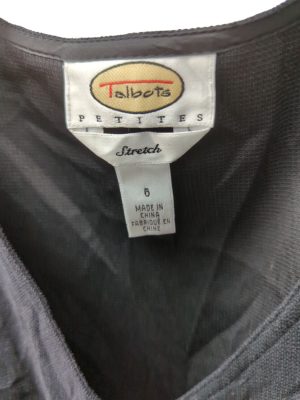 Talbots
PETITES
Stretch
6
MADE IN
CHINA
FABRIQUÉ EN
CHINE